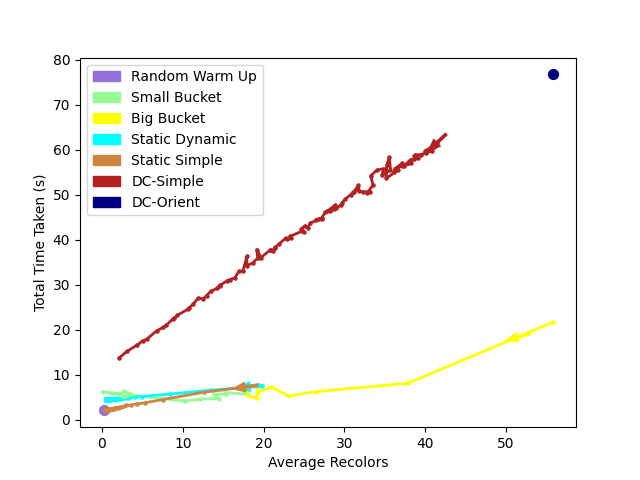 80
70
60
50
40
30
20
10
0
Total Time Taken (s)
Random Warm Up
Small Bucket
Big Bucket
Static Dynamic
Static Simple
DC-Simple
DC-Orient
0 10 20 30 40 50
Average Recolors